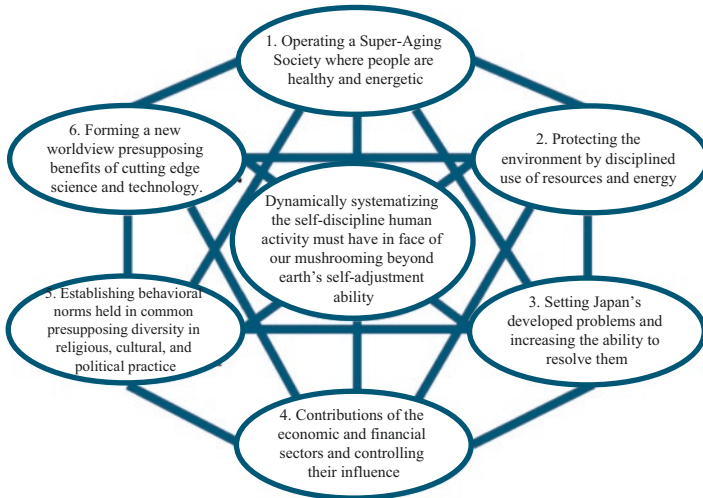 1. Operating a Super-Aging
Society where people are
healthy and energetic
6. Forming a new
worldview presupposing
benefits of cutting edge
science and technology.
2. Protecting the
environment by disciplined
use of resources and energy
Dynamically systematizing
the self-discipline human
activity must have in face of
our mushrooming beyond
earth’s self-adjustment
ability
5. Establishing behavioral
norms held in common
presupposing diversity in
religious, cultural, and
political practice
3. Setting Japan’s
developed problems and
increasing the ability to
resolve them
4. Contributions of the
economic and financial
sectors and controlling
their influence